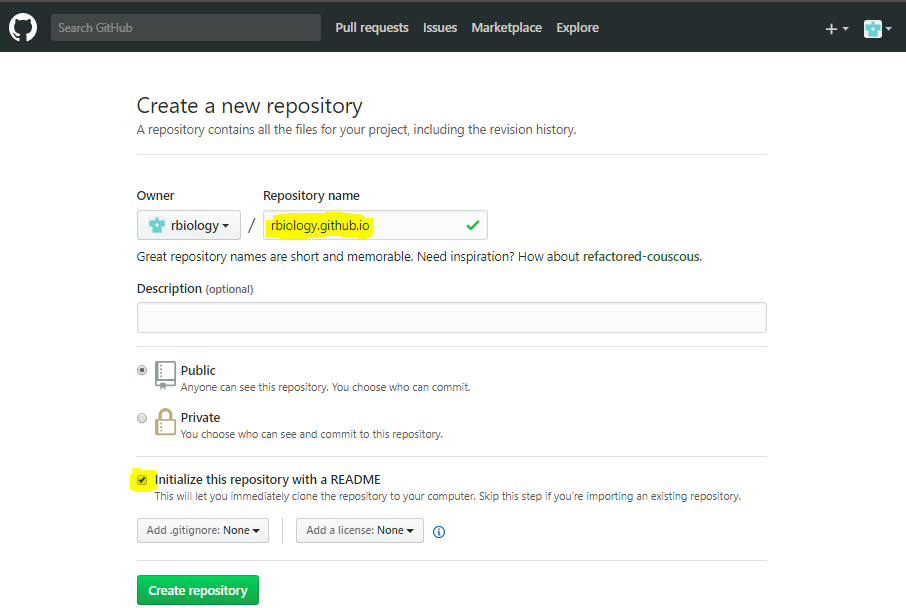 Search GitHub Pull requests Issues Marketplace Explore
Create a new repository
A repository contains all the files for your project, including the revision history.
Owner Repository name
rbiology / rbiology.github.io
Great repository names are short and memorable. Need inspiration? How about refactored-couscous.
Description (optional)
Public
Anyone can see this repository. You choose who can commit.
Private
You choose who can see and commit to this repository.
Initialize this repository with a README
This will let you immediately clone the repository to your computer. Skip this step if you're importing an existing repository.
Add .gitignore: None Add a license: None
Create repository